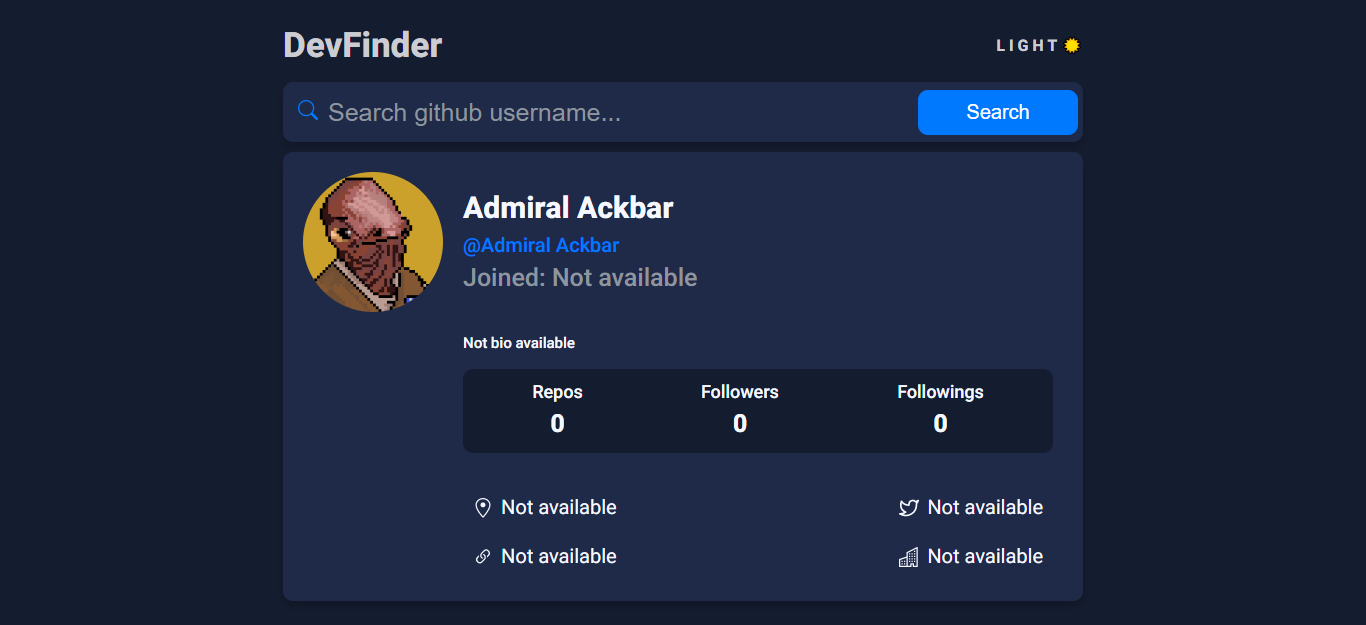 DevFinder
LIGHT
Search github username...
Search
Admiral Ackbar
@Admiral Ackbar
Joined: Not available
Not bio available
Repos Followers Followings
0 0 0
Not available Not available
Not available Not available